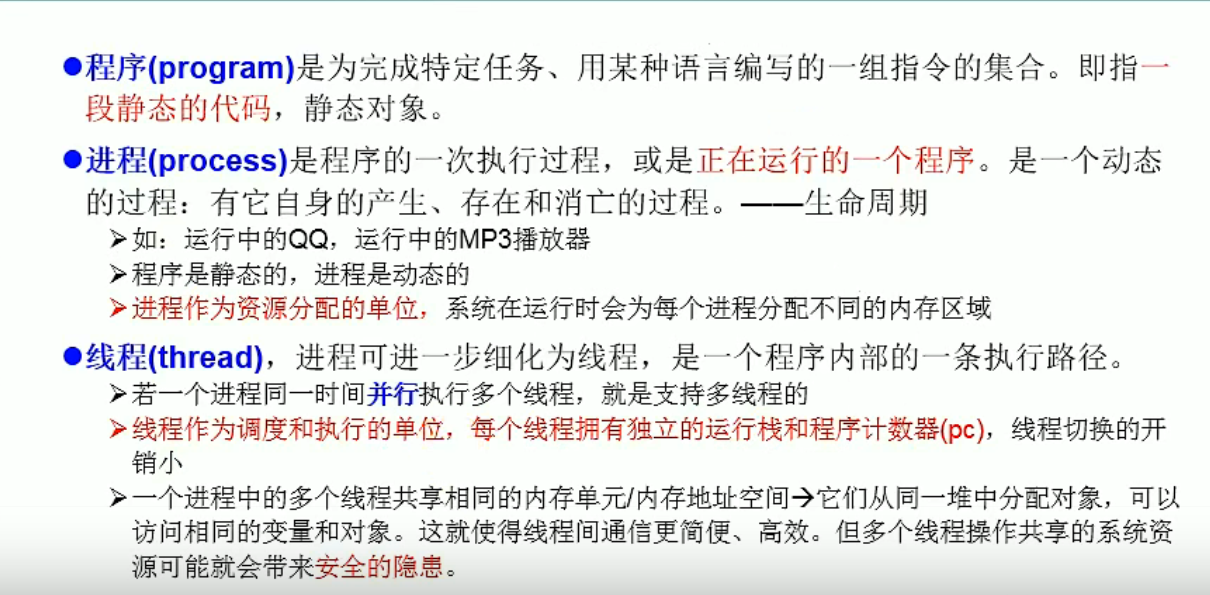 ●程序(program)是为完成特定任务、用某种语言编写的一组指令的集合。即指一
段静态的代码，静态对象。
●进程(process)是程序的一次执行过程，或是正在运行的一个程序。是一个动态
的过程：有它自身的产生、存在和消亡的过程。——生命周期
➢如：运行中的QQ，运行中的MP3播放器
➢程序是静态的，进程是动态的
➢进程作为资源分配的单位，系统在运行时会为每个进程分配不同的内存区域
●线程(thread)，进程可进一步细化为线程，是一个程序内部的一条执行路径。
➢若一个进程同一时间并行执行多个线程，就是支持多线程的
➢线程作为调度和执行的单位，每个线程拥有独立的运行栈和程序计数器(pc)，线程切换的开
销小
➢一个进程中的多个线程共享相同的内存单元/内存地址空间→它们从同一堆中分配对象，可以
访问相同的变量和对象。这就使得线程间通信更简便、高效。但多个线程操作共享的系统资
源可能就会带来安全的隐患。